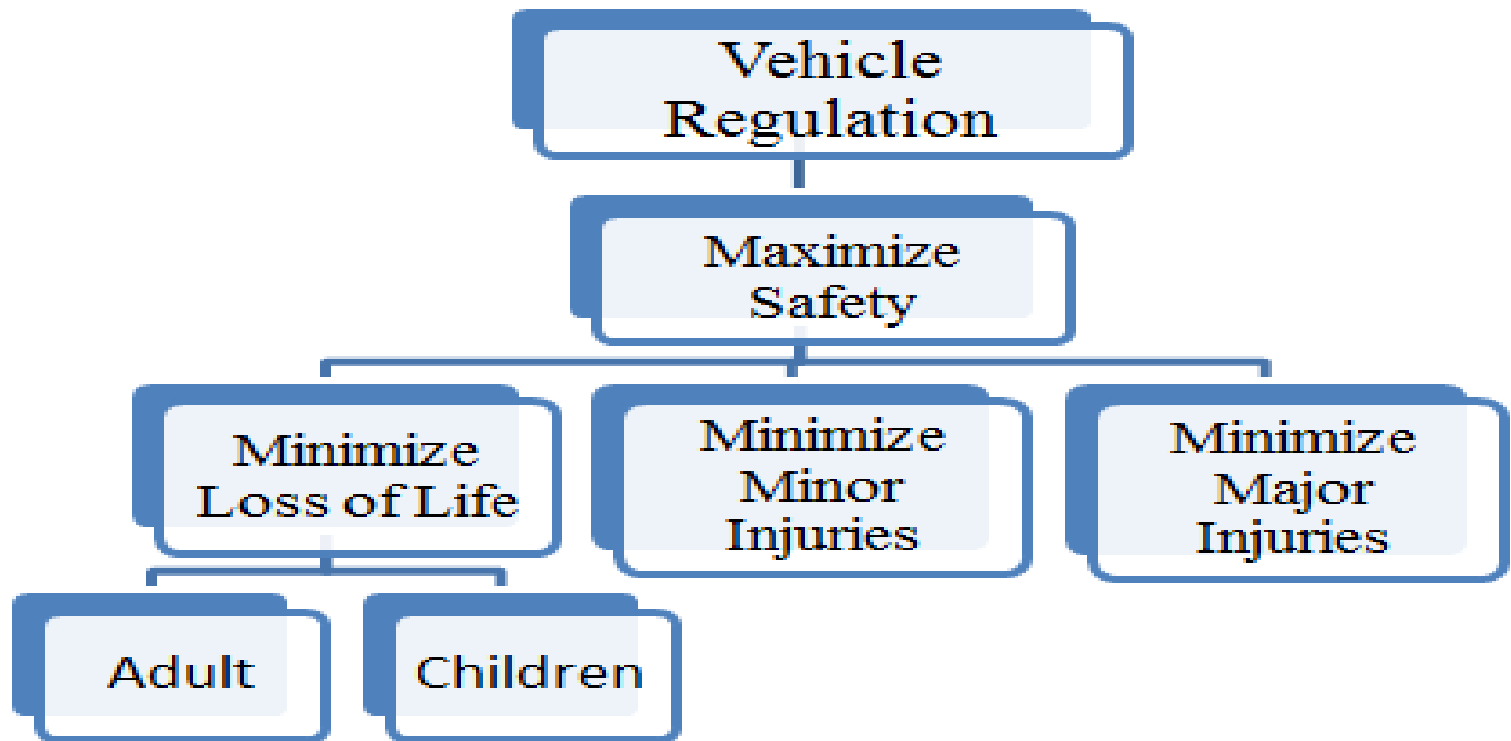 Vehicle
Regulation
Maximize
Safety
Minimize
Loss of Life
Minimize
Minor
Injuries
Minimize
Major
Injuries
Adult
Children